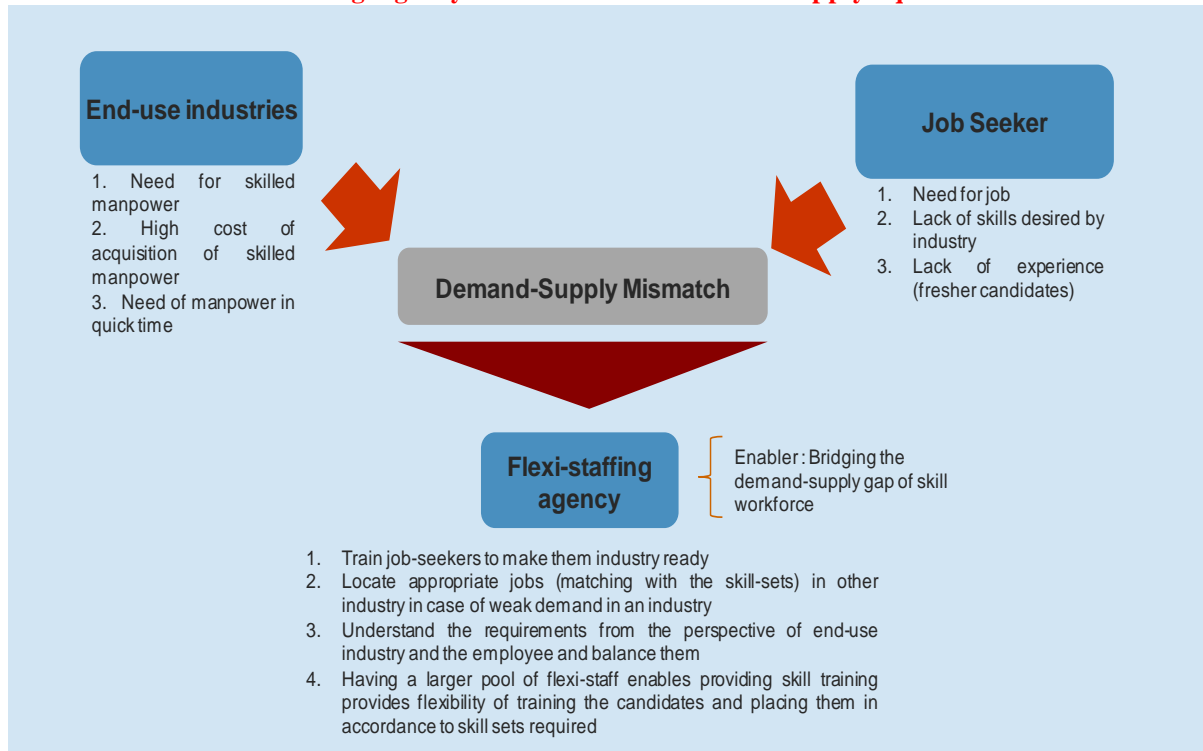 End-use industries
1. Need for skilled
manpower
2. High cost of
acquisition of skilled
manpower
3. Need of manpower in
quick time
Job Seeker
1. Need for job
2. Lack of skills desired by
industry
3. Lack of experience
(fresher candidates)
Demand-Supply Mismatch
Flexi-staffing
agency
Enabler : Bridging the
demand-supply gap of skill
workforce
1. Train job-seekers to make them industry ready
2. Locate appropriate jobs (matching with the skill-sets) in other
industry in case of weak demand in an industry
3. Understand the requirements from the perspective of end-use
industry and the employee and balance them
4. Having a larger pool of flexi-staff enables providing skill training
provides flexibility of training the candidates and placing them in
accordance to skill sets required